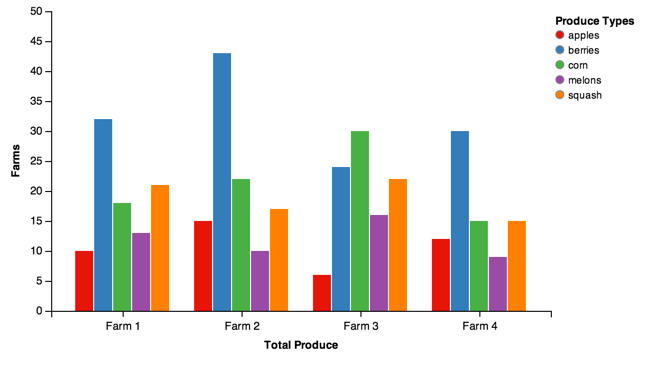 Produce Types
apples
berries
corn
melons
squash
50
45
40
35
30
25
20
15
10
5
0
Farms
Farm 1 Farm 2 Farm 3 Farm 4
Total Produce